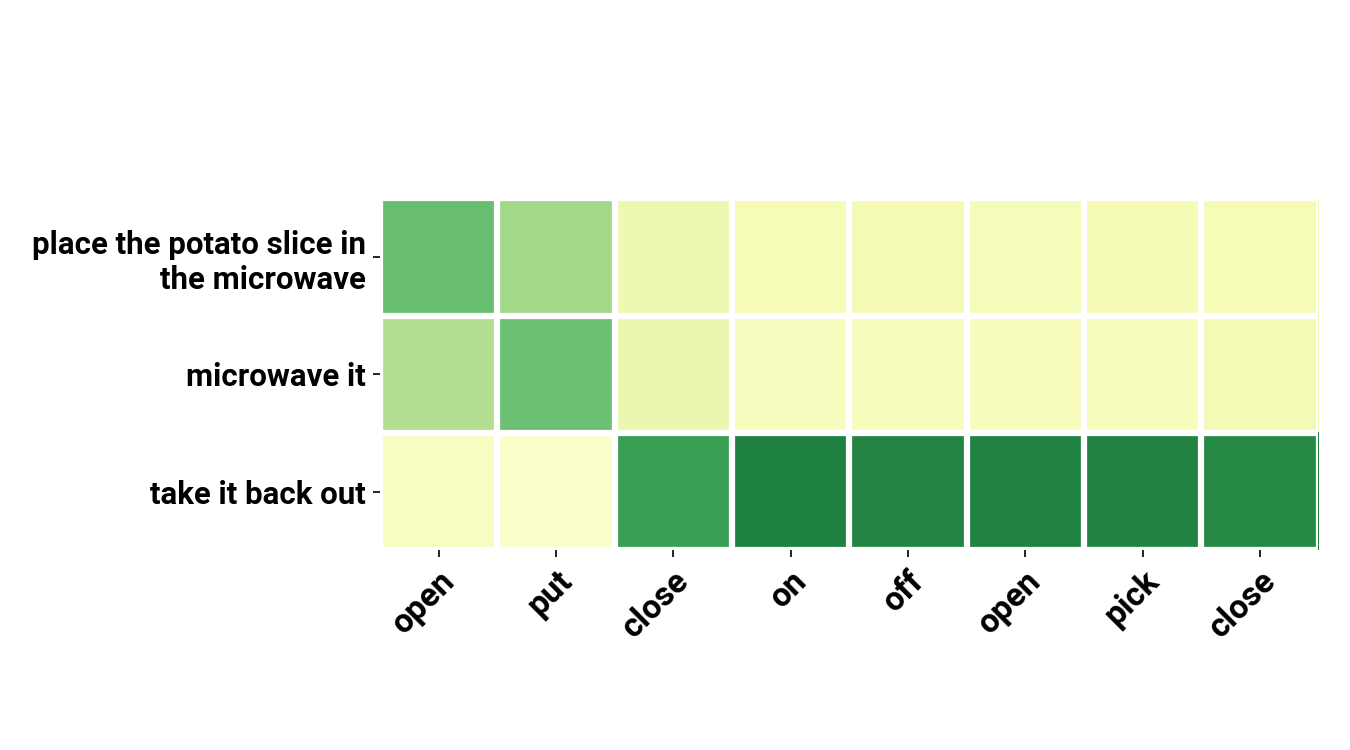 place the potato slice in
the microwave
microwave it
take it back out
open
put
close
on
off
open
pick
close